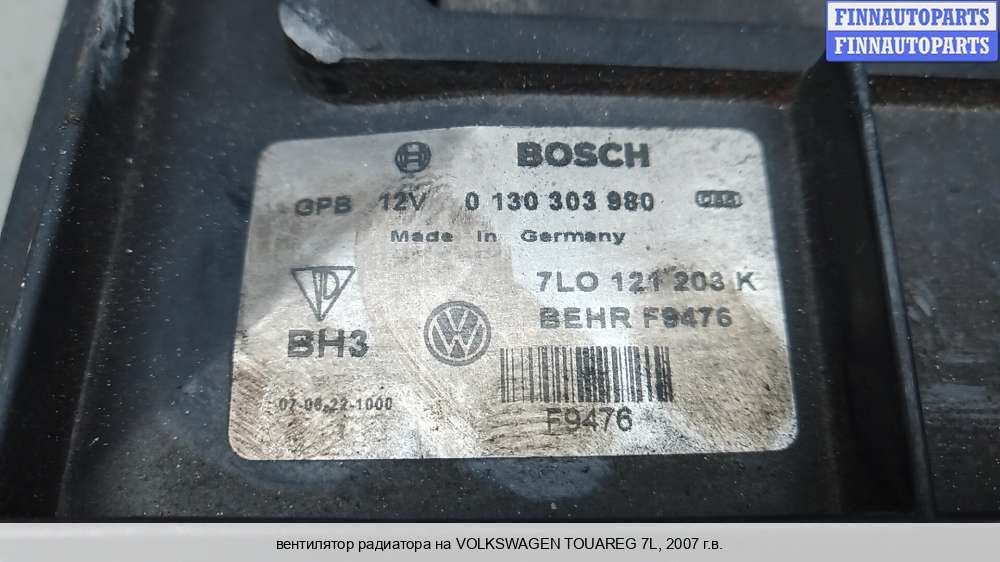 FINNAUTOPARTS
FINNAUTOPARTS
BOSCH
GPB 12V 0 130 303 980
Made in Germany
7L0 121 203 K
BH3
BEHR F9476
07-06.22-1000
F9476
вентилятор радиатора на VOLKSWAGEN TOUAREG 7L, 2007 г.в.